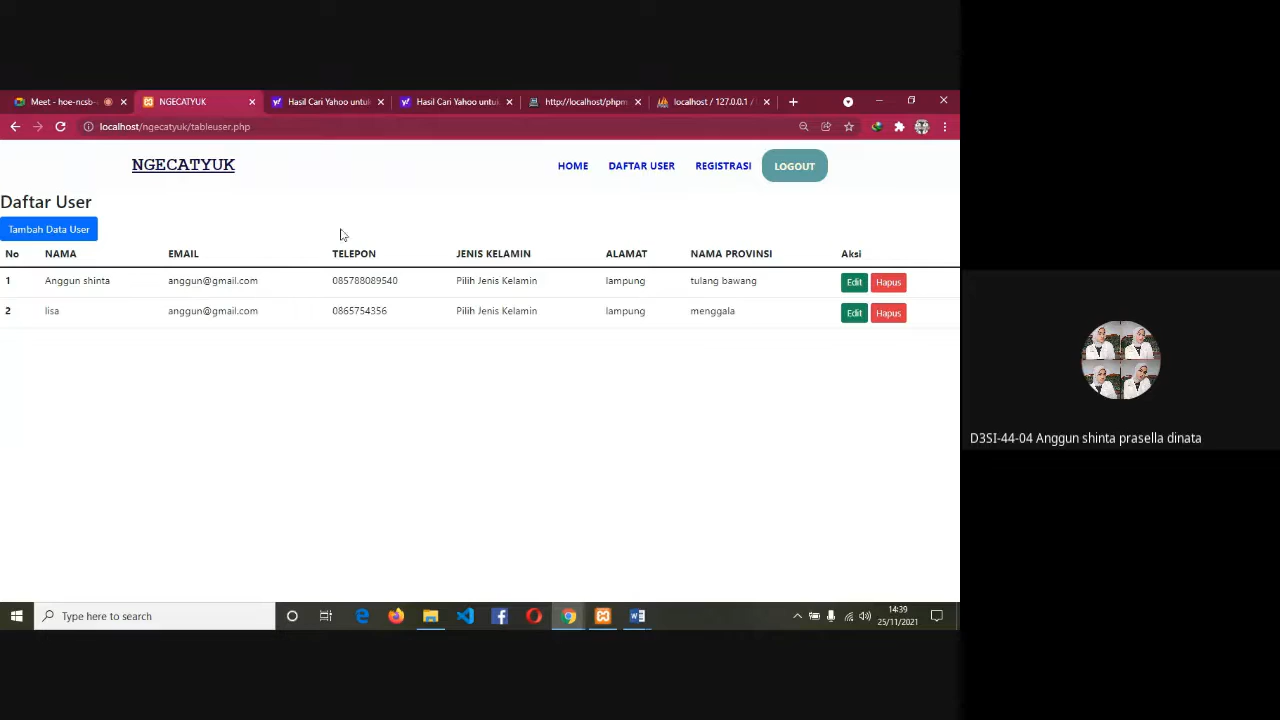 Meet - hoe-ncsb-
NGECATYUK
Hasil Cari Yahoo untuk
Hasil Cari Yahoo untuk
http://localhost/phpm
localhost / 127.0.0.1 /
localhost/ngecatyuk/tableuser.php
NGECATYUK
HOME DAFTAR USER REGISTRASI LOGOUT
Daftar User
Tambah Data User
No NAMA EMAIL TELEPON JENIS KELAMIN ALAMAT NAMA PROVINSI Aksi
1 Anggun shinta anggun@gmail.com 085788089540 Pilih Jenis Kelamin lampung tulang bawang Edit Hapus
2 lisa anggun@gmail.com 0865754356 Pilih Jenis Kelamin lampung menggala Edit Hapus
D3SI-44-04 Anggun shinta prasella dinata
Type here to search
14:39
25/11/2021